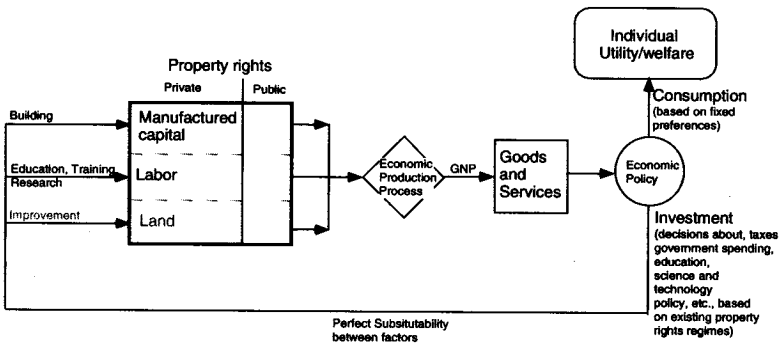 Individual
Utility/welfare
Property rights
Private
Public
Building
Manufactured
capital
Education, Training
Research
Labor
Improvement
Land
Economic
Production
Process
GNP
Goods
and
Services
Economic
Policy
Consumption
(based on fixed
preferences)
Investment
(decisions about, taxes
government spending,
education,
science and
technology
policy, etc., based
on existing property
rights regimes)
Perfect Subsitutability
between factors